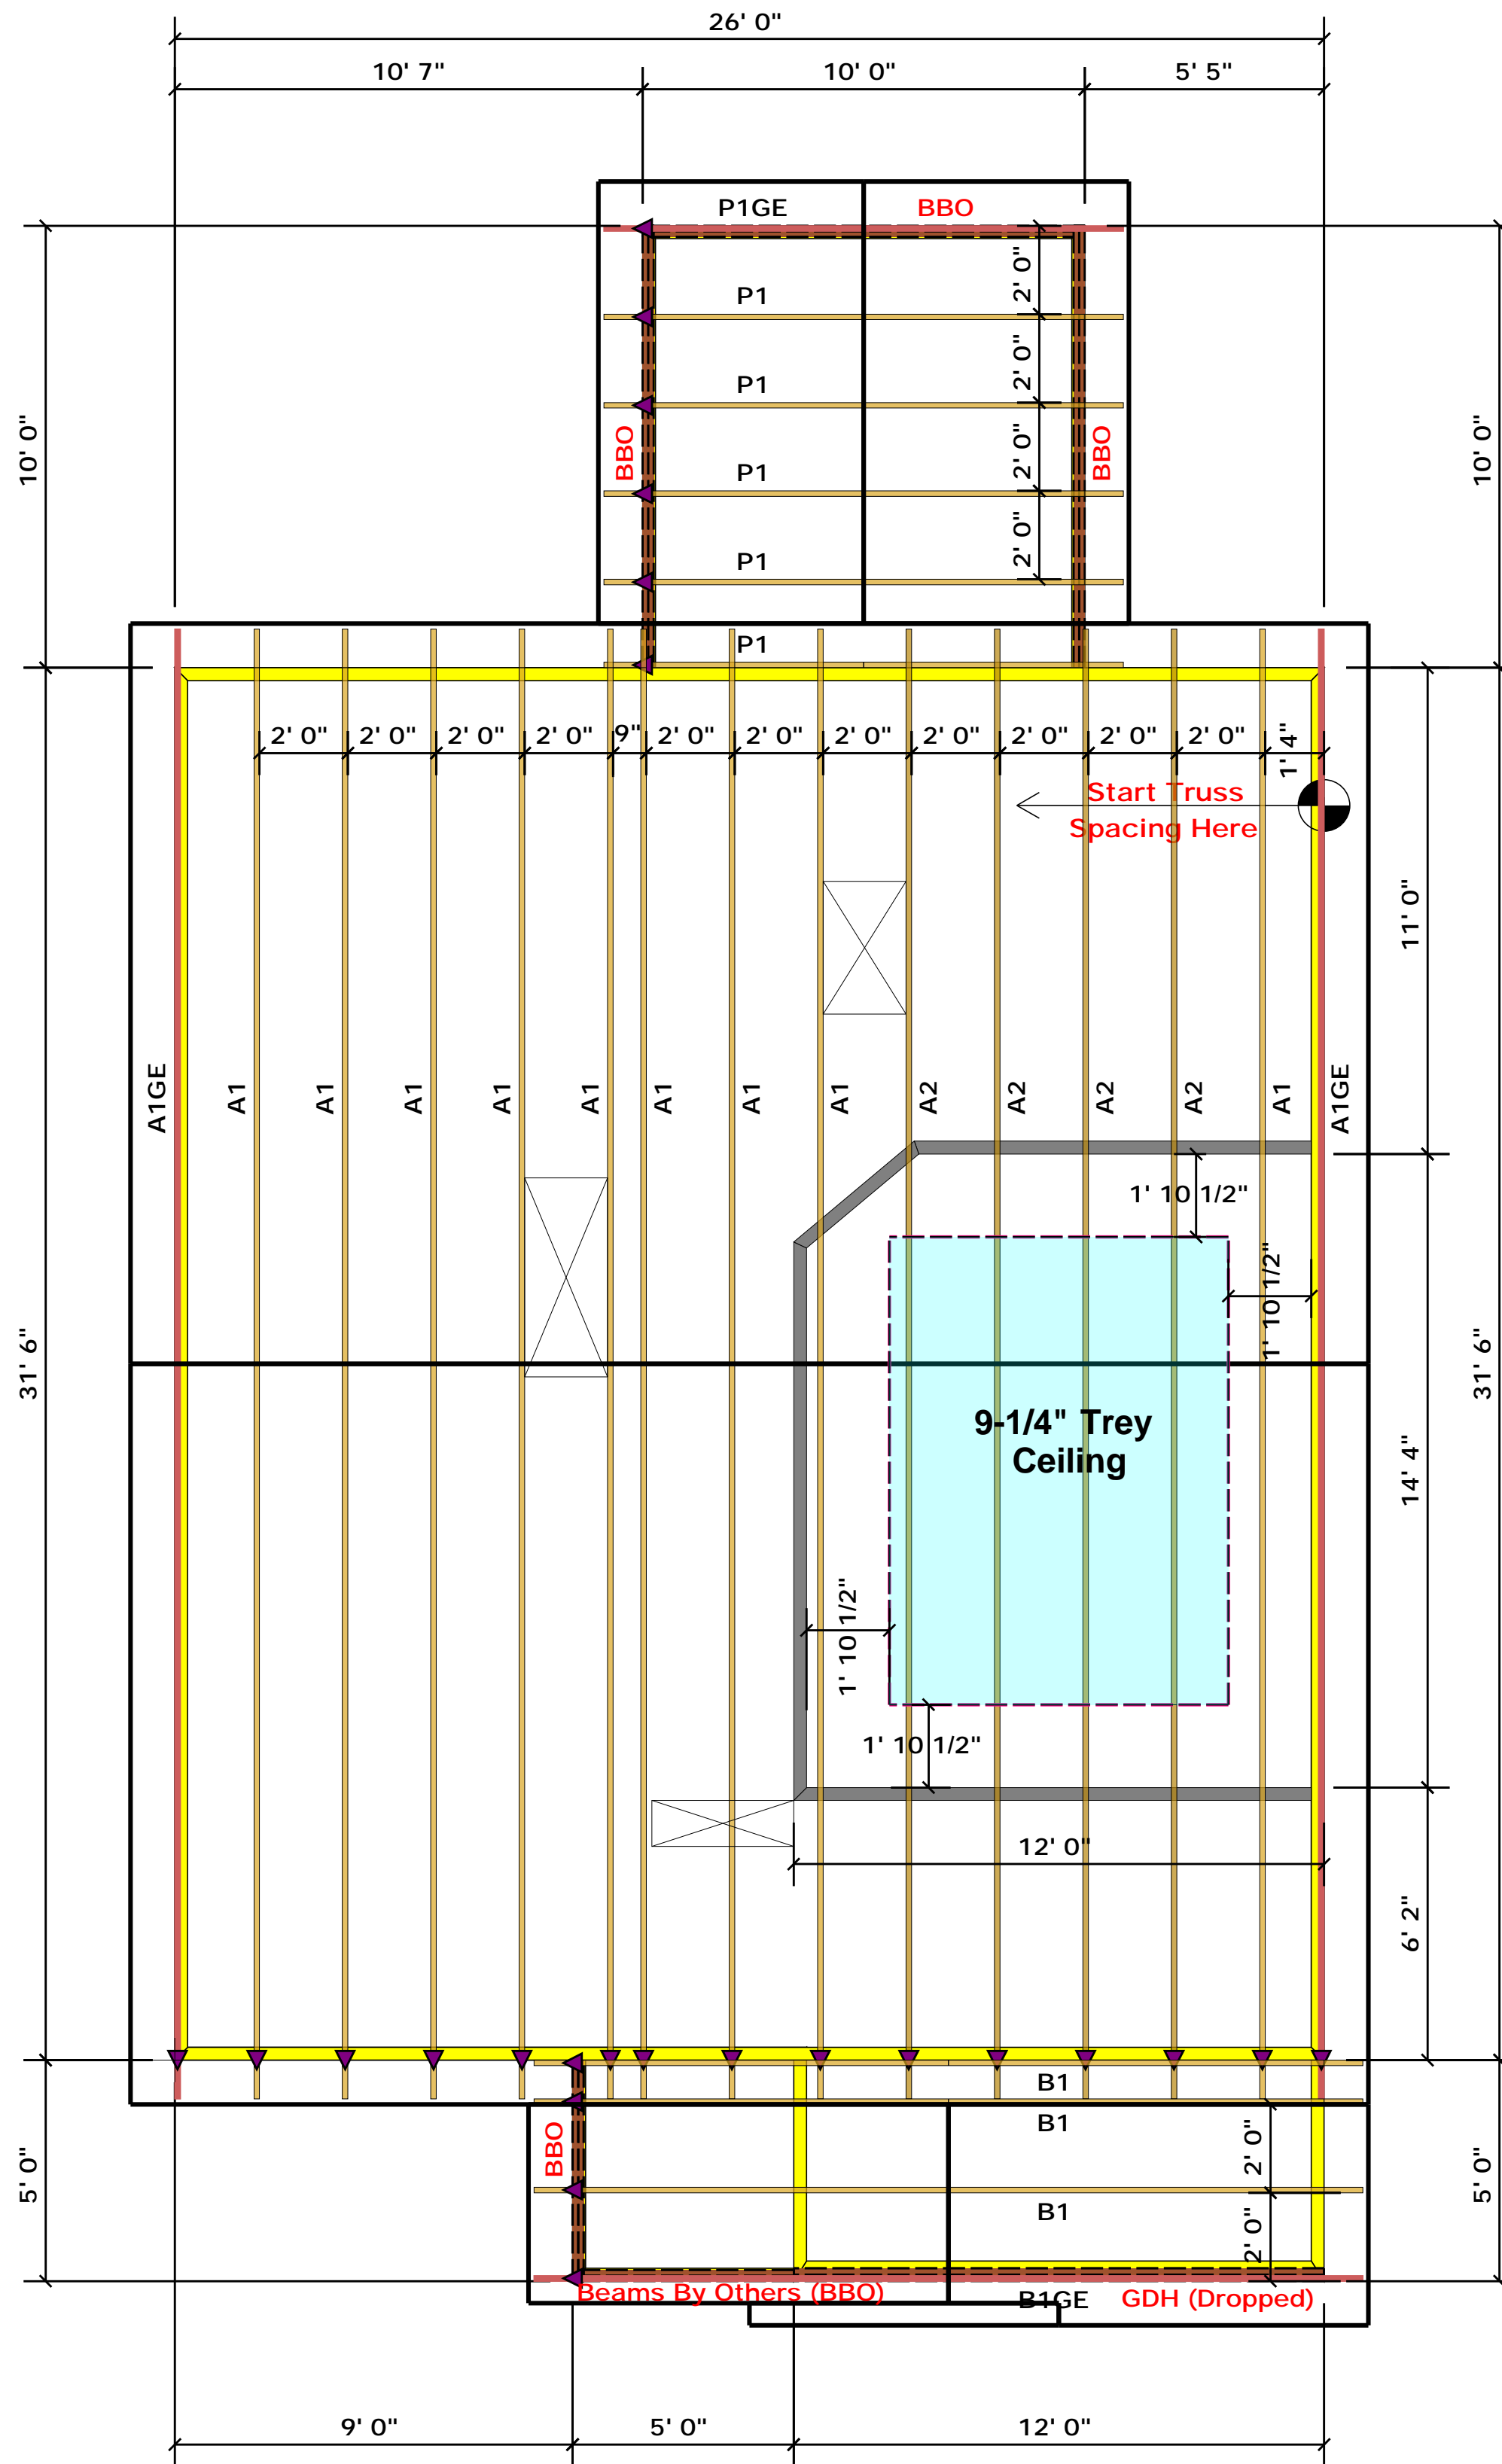 26' 0"
10' 7"
10' 0"
5' 5"
P1GE
BBO
2' 0"
P1
2' 0"
P1
BBO
BBO
10' 0"
10' 0"
2' 0"
P1
2' 0"
P1
P1
2' 0"
2' 0"
2' 0"
2' 0"
9"
2' 0"
2' 0"
2' 0"
2' 0"
2' 0"
2' 0"
2' 0"
1' 4"
Start Truss
Spacing Here
11' 0"
A1GE
A1
A1
A1
A1
A1
A1
A1
A1
A2
A2
A2
A2
A1
A1GE
1' 10 1/2"
1' 10 1/2"
31' 6"
31' 6"
9-1/4" Trey
Ceiling
14' 4"
1' 10 1/2"
1' 10 1/2"
12' 0"
6' 2"
B1
B1
BBO
2' 0"
5' 0"
5' 0"
B1
2' 0"
Beams By Others (BBO)
B1GE
GDH (Dropped)
9' 0"
5' 0"
12' 0"